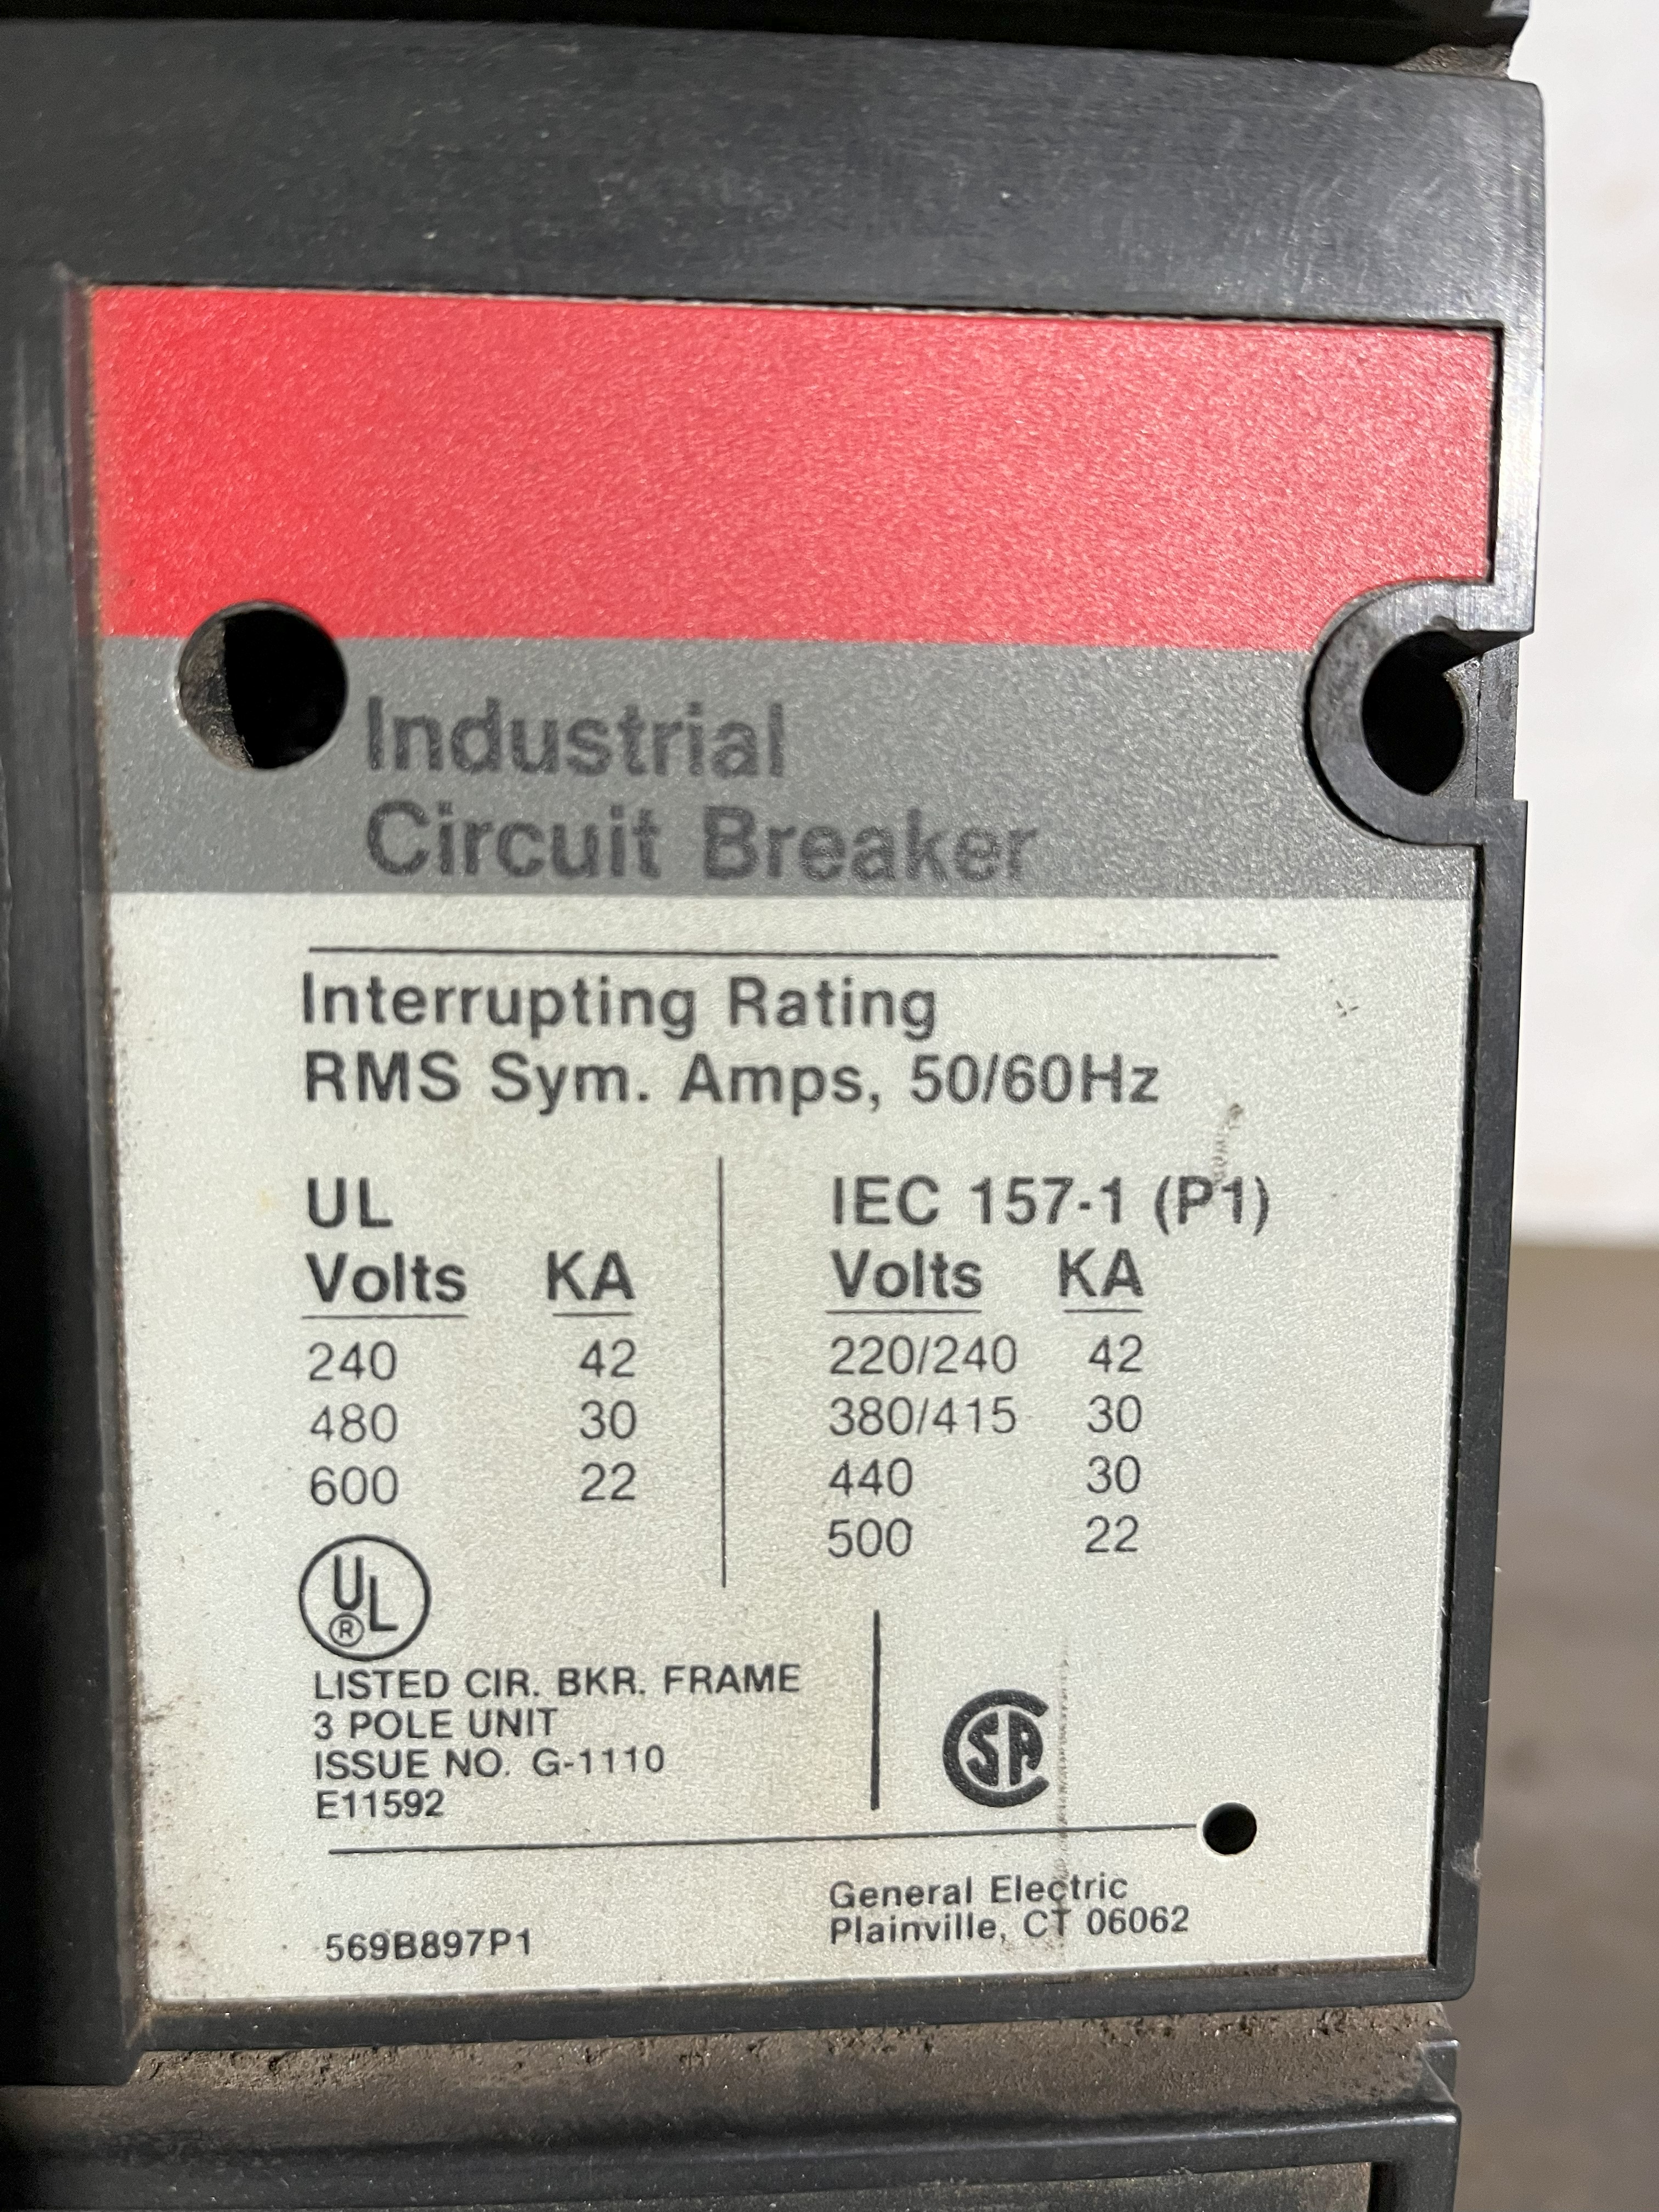 Industrial
Circuit Breaker
Interrupting Rating
RMS Sym. Amps, 50/60Hz
UL
Volts KA
240 42
480 30
600 22
IEC 157-1 (P1)
Volts KA
220/240 42
380/415 30
440 30
500 22
UL
®
LISTED CIR. BKR. FRAME
3 POLE UNIT
ISSUE NO. G-1110
E11592
CSA
569B897P1
General Electric
Plainville, CT 06062